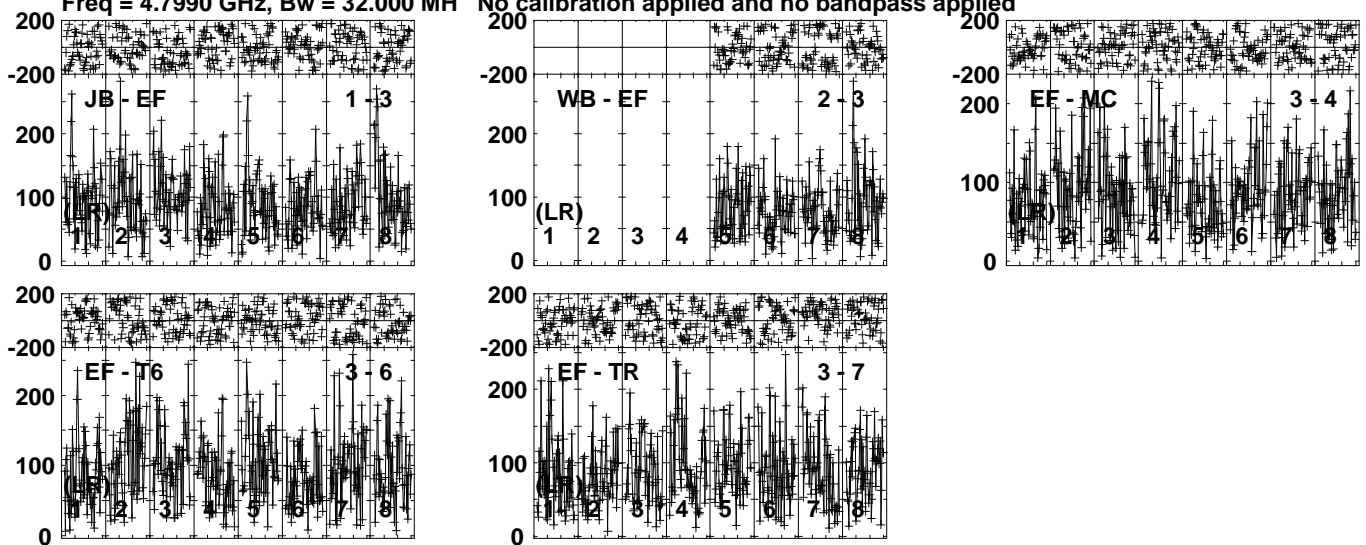 Freq = 4.7990 GHz, Bw = 32.000 MH No calibration applied and no bandpass applied
200
-200
JB - EF 1 - 3
200
100
0
(LR)
1 2 3 4 5 6 7 8
200
-200
WB - EF 2 - 3
200
100
0
(LR)
1 2 3 4 5 6 7 8
200
-200
EF - MC 3 - 4
200
100
0
(LR)
1 2 3 4 5 6 7 8
200
-200
EF - T6 3 - 6
200
100
0
(LR)
1 2 3 4 5 6 7 8
200
-200
EF - TR 3 - 7
200
100
0
(LR)
1 2 3 4 5 6 7 8